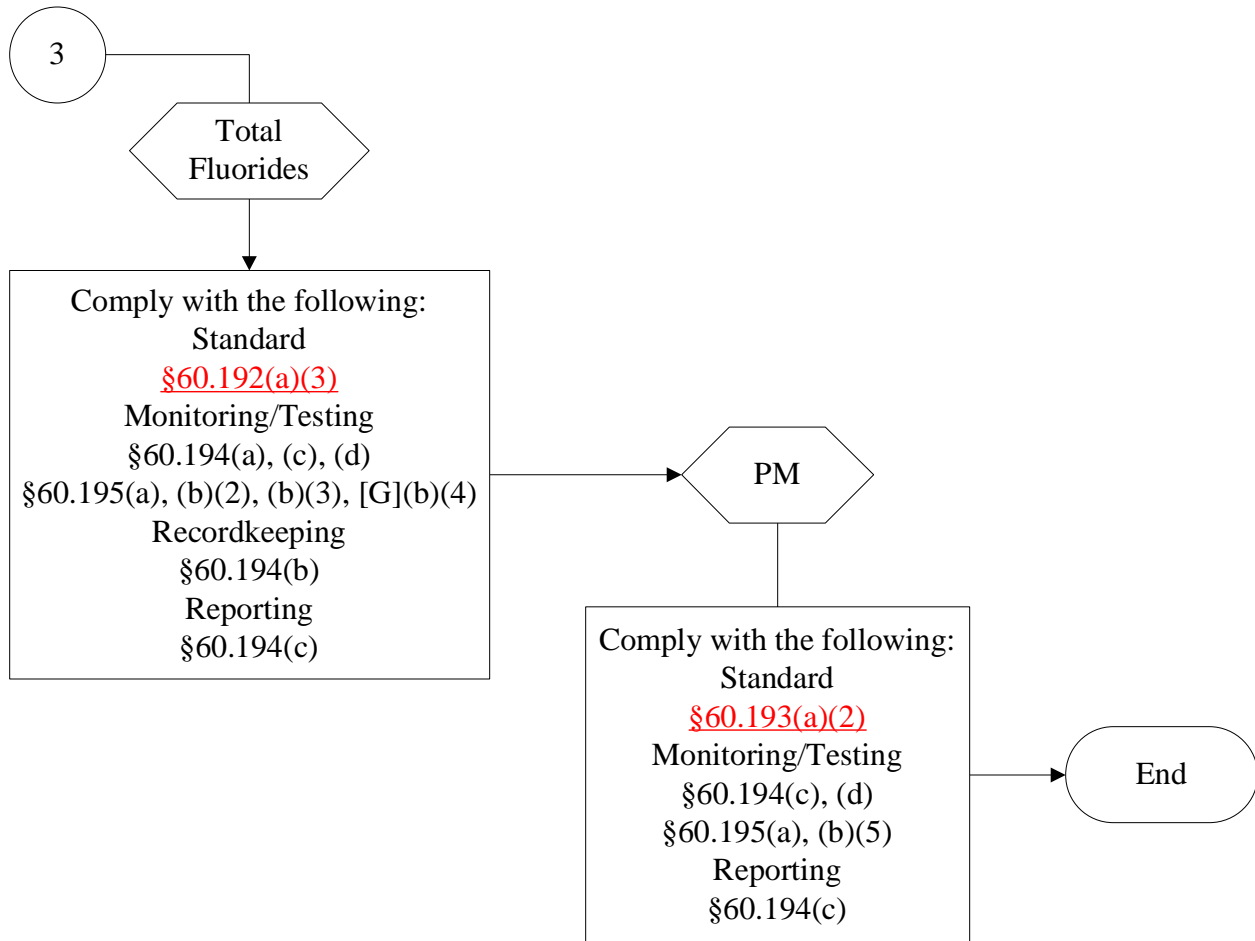 3
Total
Fluorides
Comply with the following:
Standard
§60.192(a)(3)
Monitoring/Testing
§60.194(a), (c), (d)
§60.195(a), (b)(2), (b)(3), [G](b)(4)
Recordkeeping
§60.194(b)
Reporting
§60.194(c)
PM
Comply with the following:
Standard
§60.193(a)(2)
Monitoring/Testing
§60.194(c), (d)
§60.195(a), (b)(5)
Reporting
§60.194(c)
End